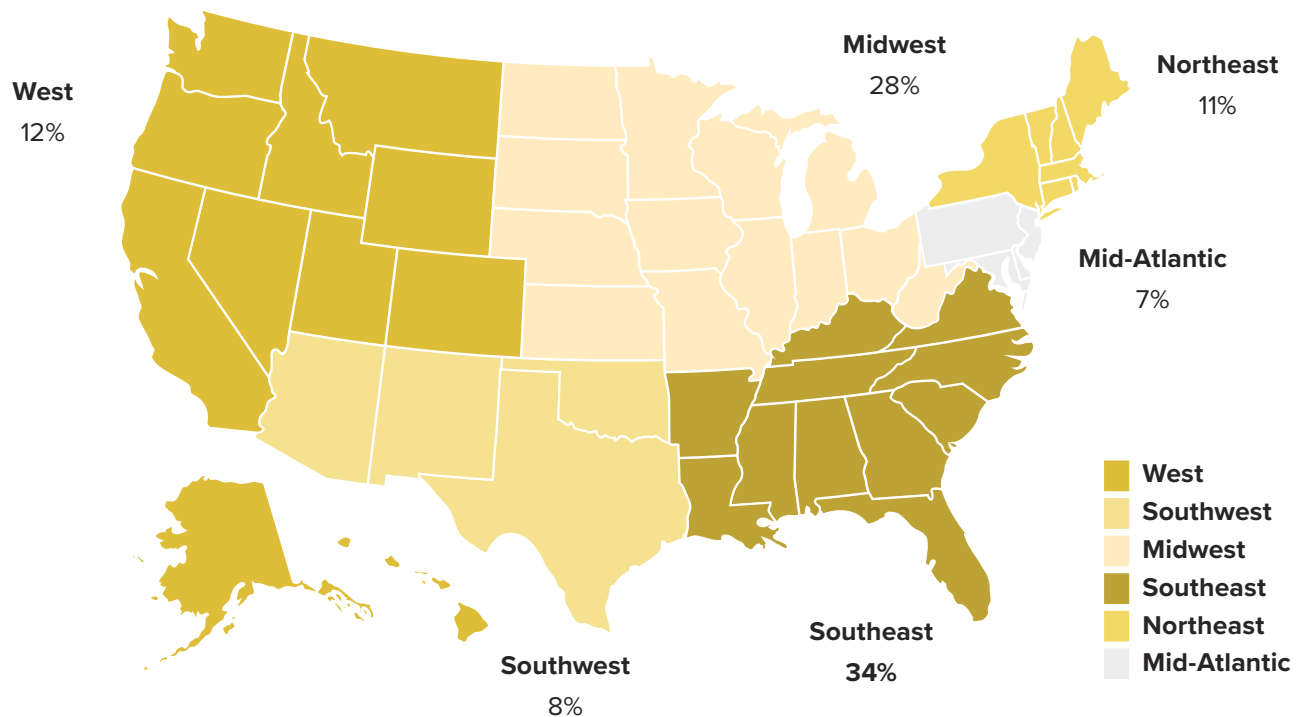 Midwest
28%
Northeast
11%
West
12%
Mid-Atlantic
7%
Southeast
34%
Southwest
8%
West
Southwest
Midwest
Southeast
Northeast
Mid-Atlantic